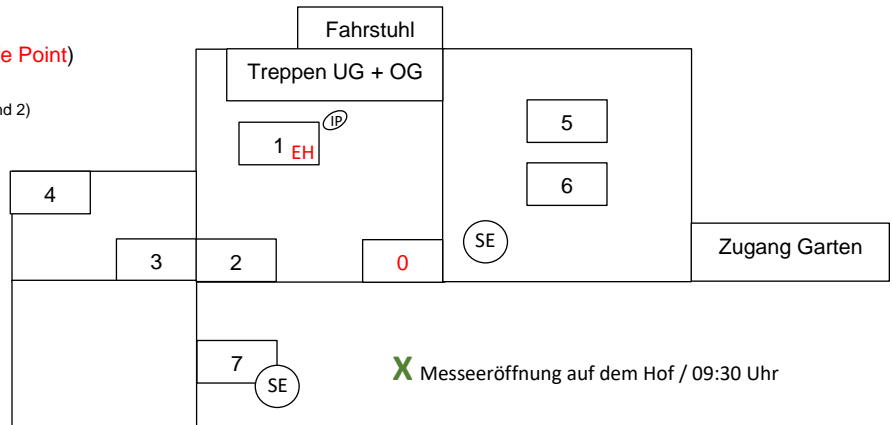 Fahrstuhl
e Point)
Treppen UG + OG
nd 2)
IP
1 EH
5
4
6
SE
Zugang Garten
3
2
0
7
SE
X Messeeröffnung auf dem Hof / 09:30 Uhr